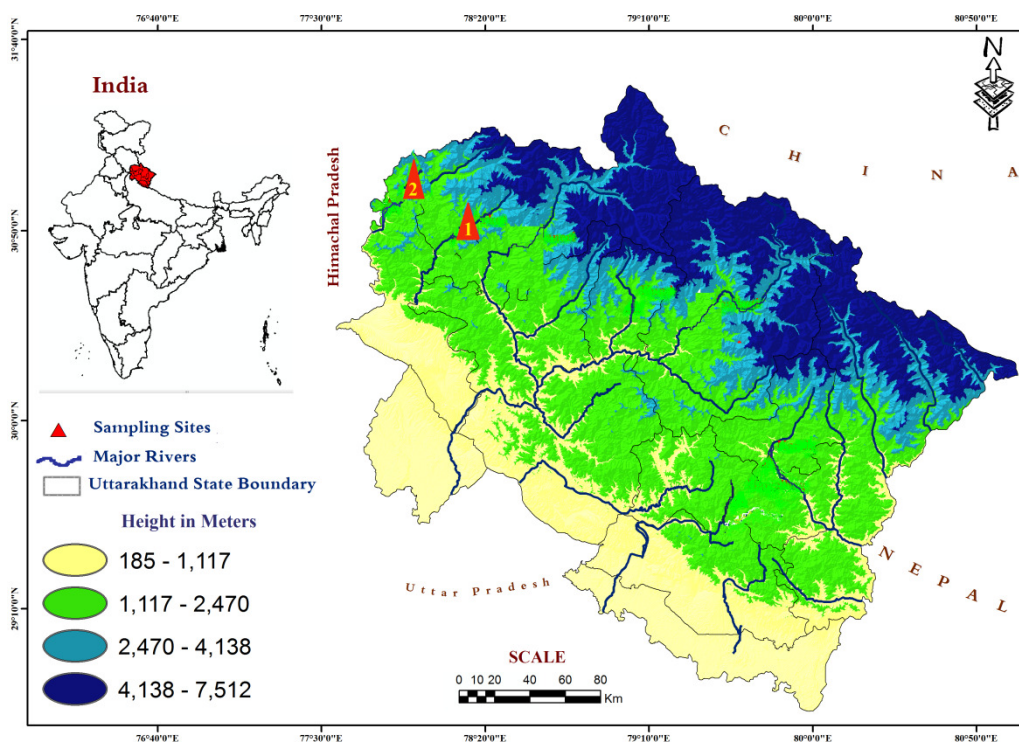 76°40'0"E 77°30'0"E 78°20'0"E 79°10'0"E 80°0'0"E 80°50'0"E
31°40'0"N
30°50'0"N
30°0'0"N
29°10'0"N
N
India
Himachal Pradesh
CHINA
2
1
Sampling Sites
Major Rivers
Uttarakhand State Boundary
Height in Meters
185 - 1,117
1,117 - 2,470
2,470 - 4,138
4,138 - 7,512
Uttar Pradesh
NEPAL
SCALE
0 10 20 40 60 80
Km
76°40'0"E 77°30'0"E 78°20'0"E 79°10'0"E 80°0'0"E 80°50'0"E